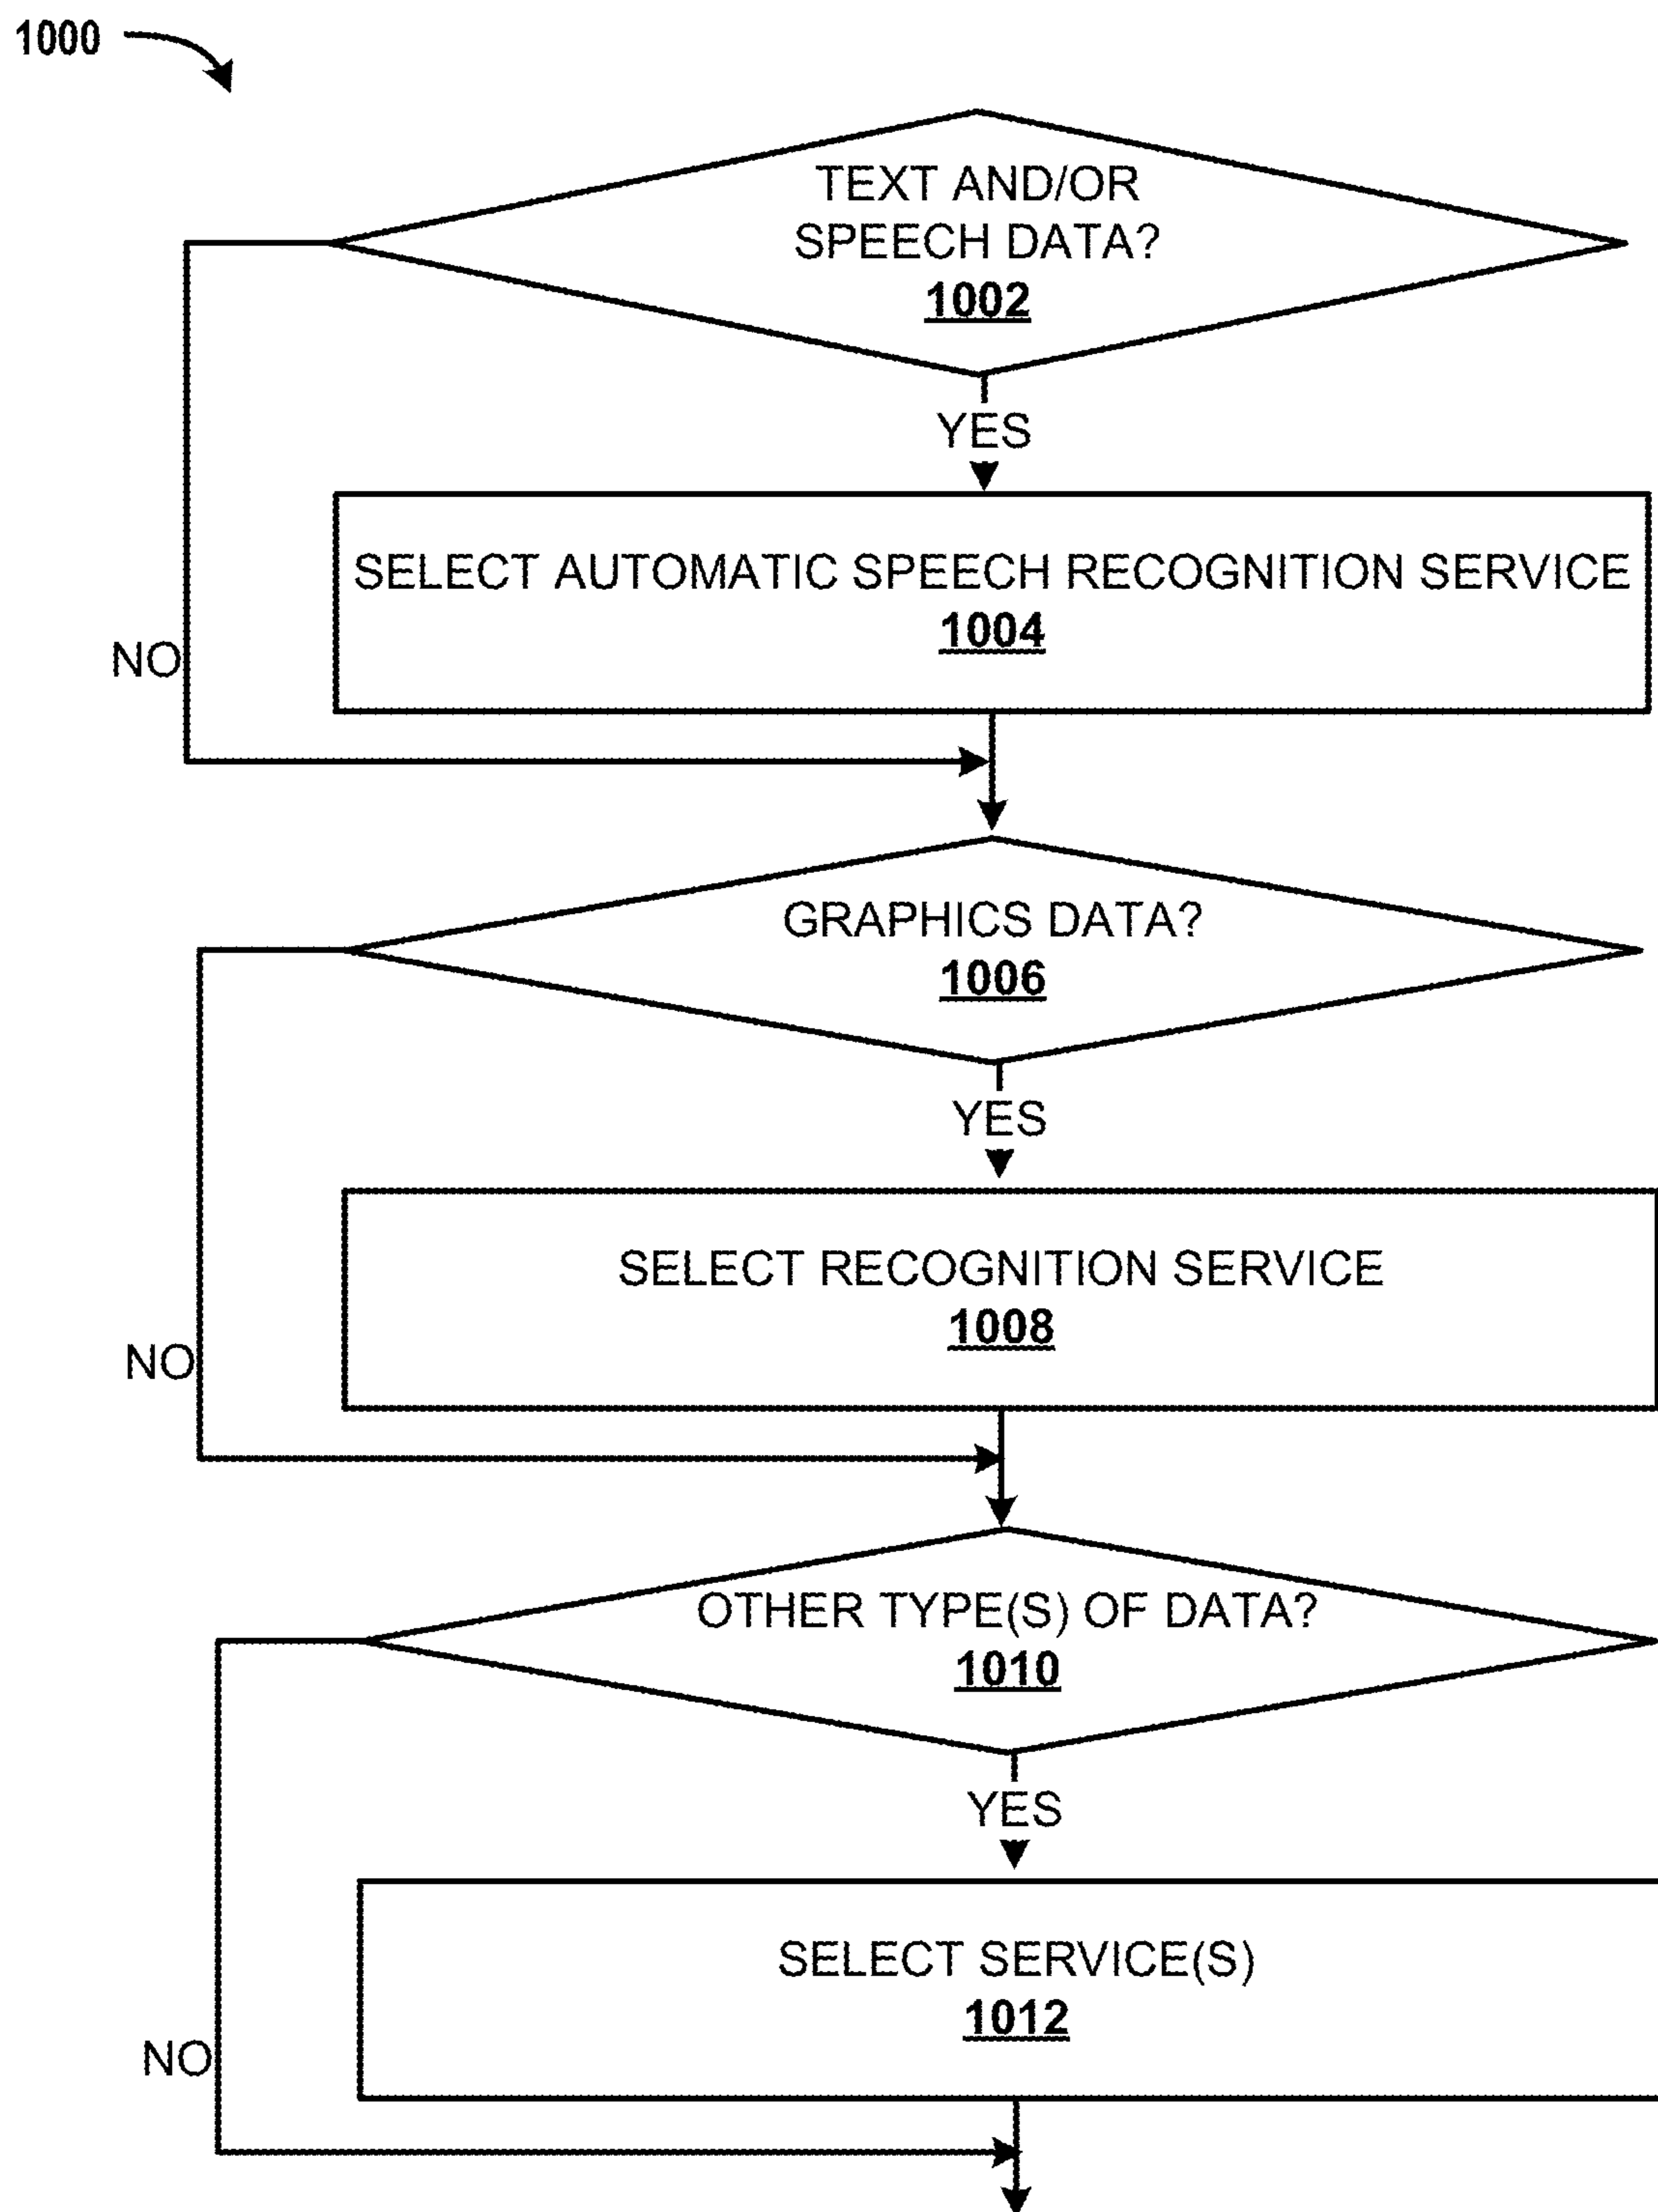 1000
TEXT AND/OR
SPEECH DATA?
1002
YES
SELECT AUTOMATIC SPEECH RECOGNITION SERVICE
1004
NO
GRAPHICS DATA?
1006
YES
SELECT RECOGNITION SERVICE
1008
NO
OTHER TYPE(S) OF DATA?
1010
YES
SELECT SERVICE(S)
1012
NO